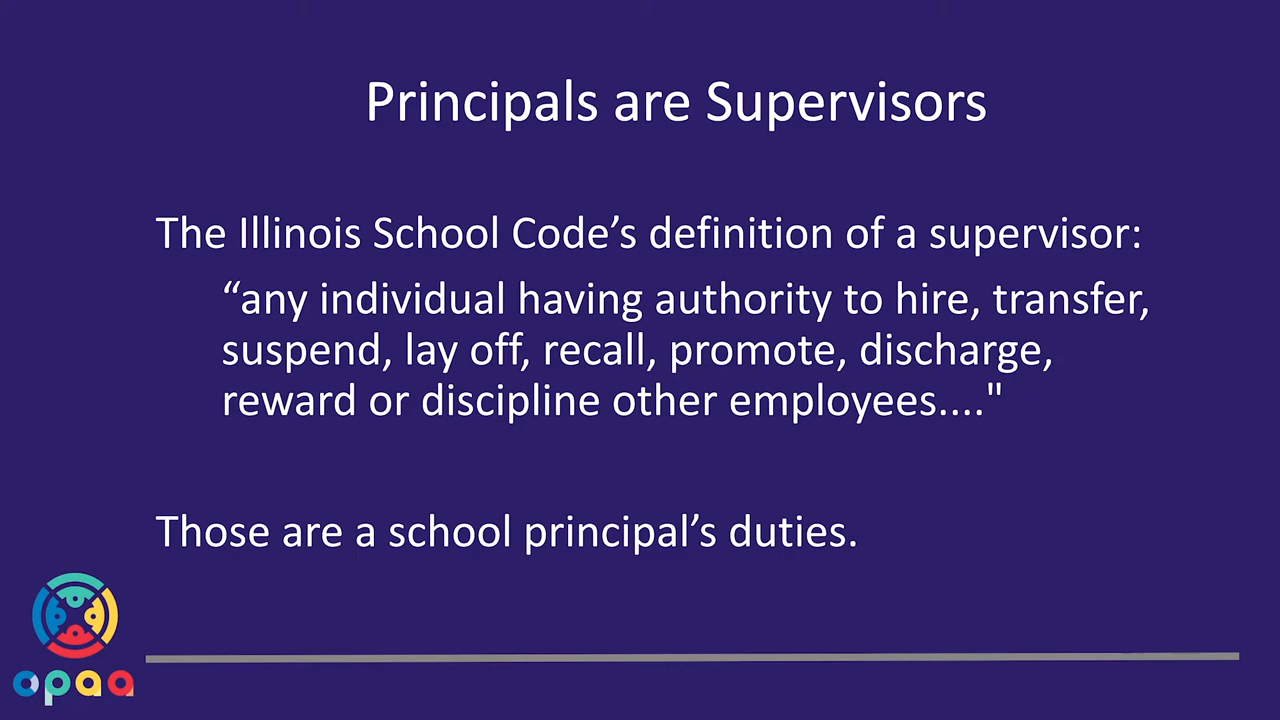 Principals are Supervisors
The Illinois School Code’s definition of a supervisor:
“any individual having authority to hire, transfer,
suspend, lay off, recall, promote, discharge,
reward or discipline other employees...."
Those are a school principal’s duties.
cpaa